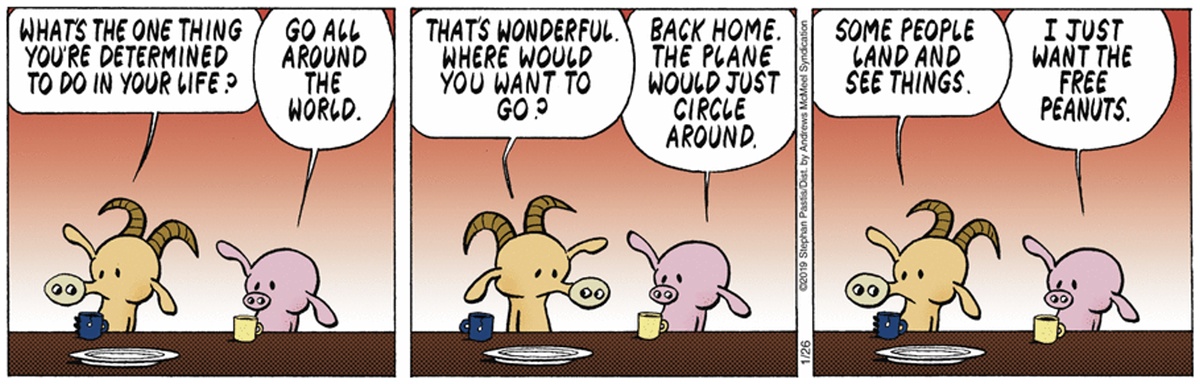 WHAT'S THE ONE THING
YOU'RE DETERMINED
TO DO IN YOUR LIFE?
GO ALL
AROUND
THE
WORLD.
THAT'S WONDERFUL.
WHERE WOULD
YOU WANT TO
GO?
BACK HOME.
THE PLANE
WOULD JUST
CIRCLE
AROUND.
©2019 Stephan Pastis/Dist. by Andrews McMeel Syndication
1/26
SOME PEOPLE
LAND AND
SEE THINGS.
I JUST
WANT THE
FREE
PEANUTS.